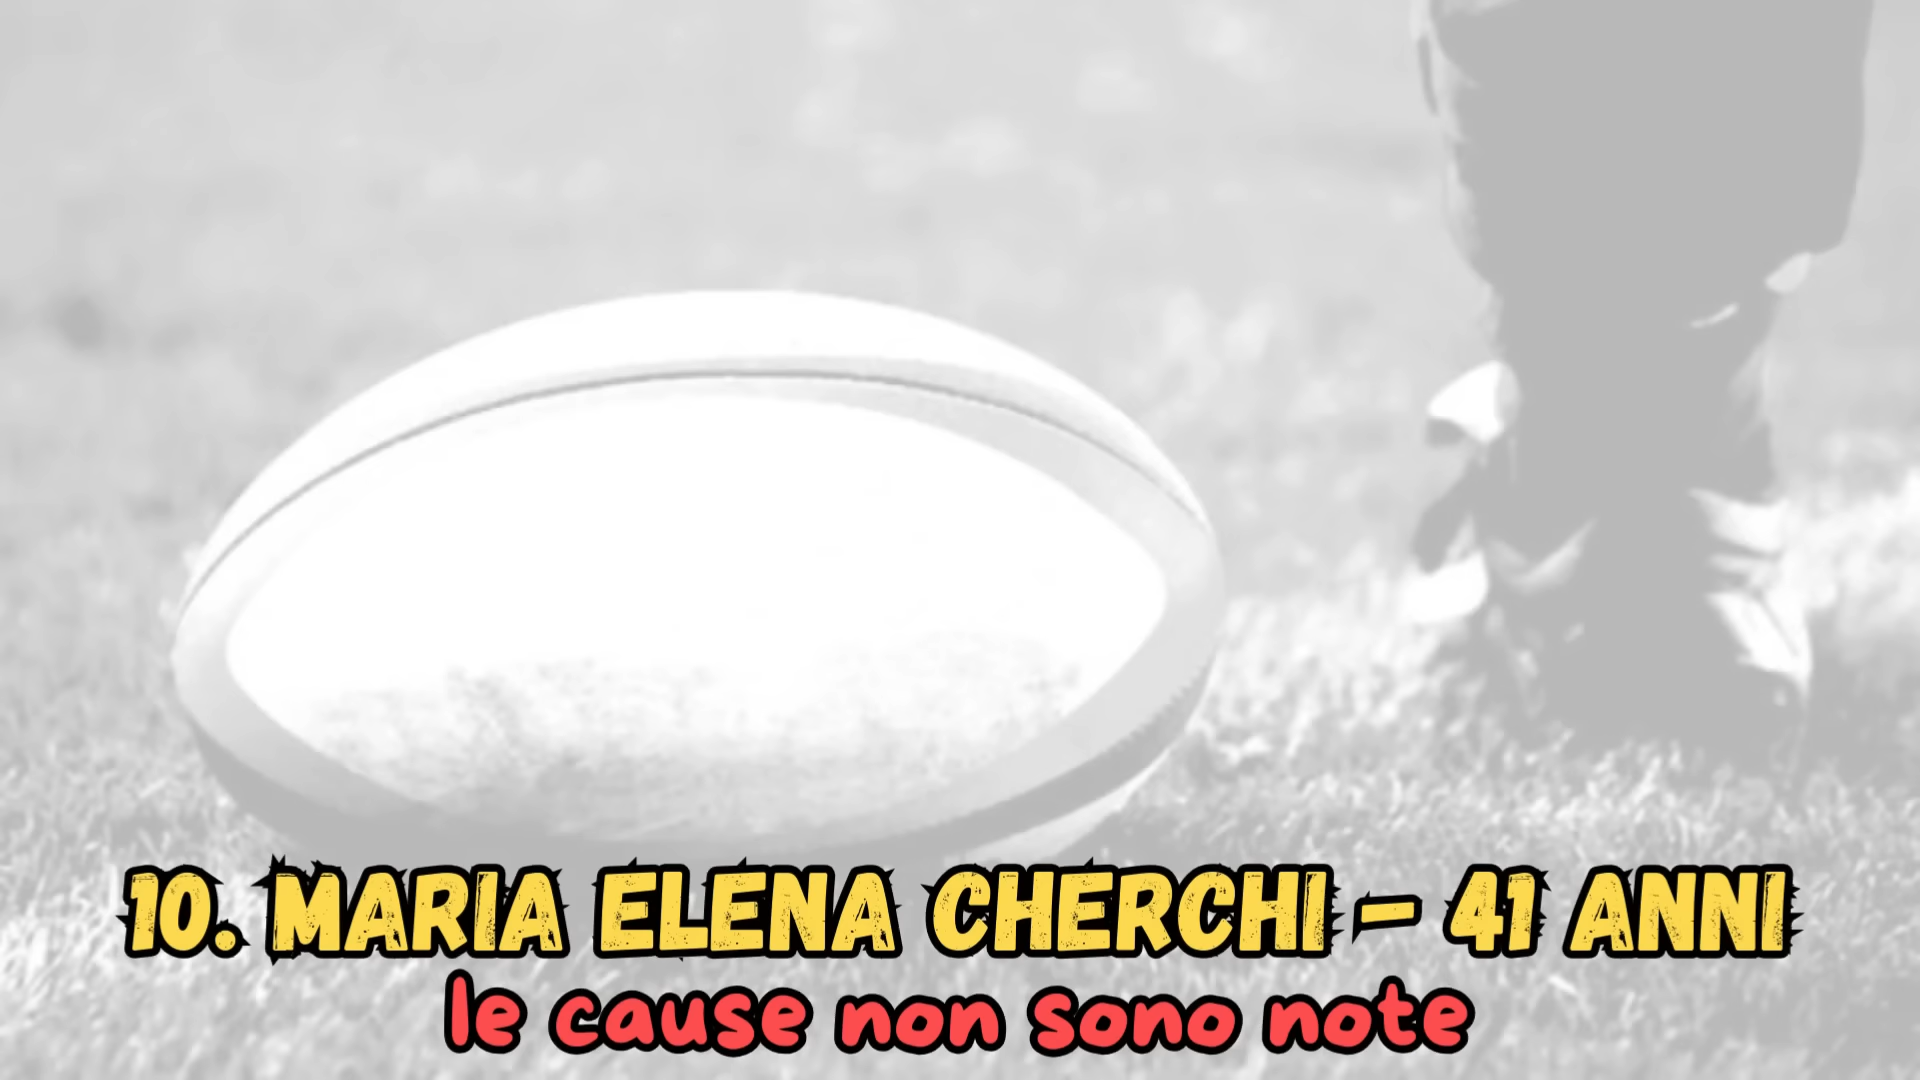 10. MARIA ELENA CHERCHI – 41 ANNI
le cause non sono note